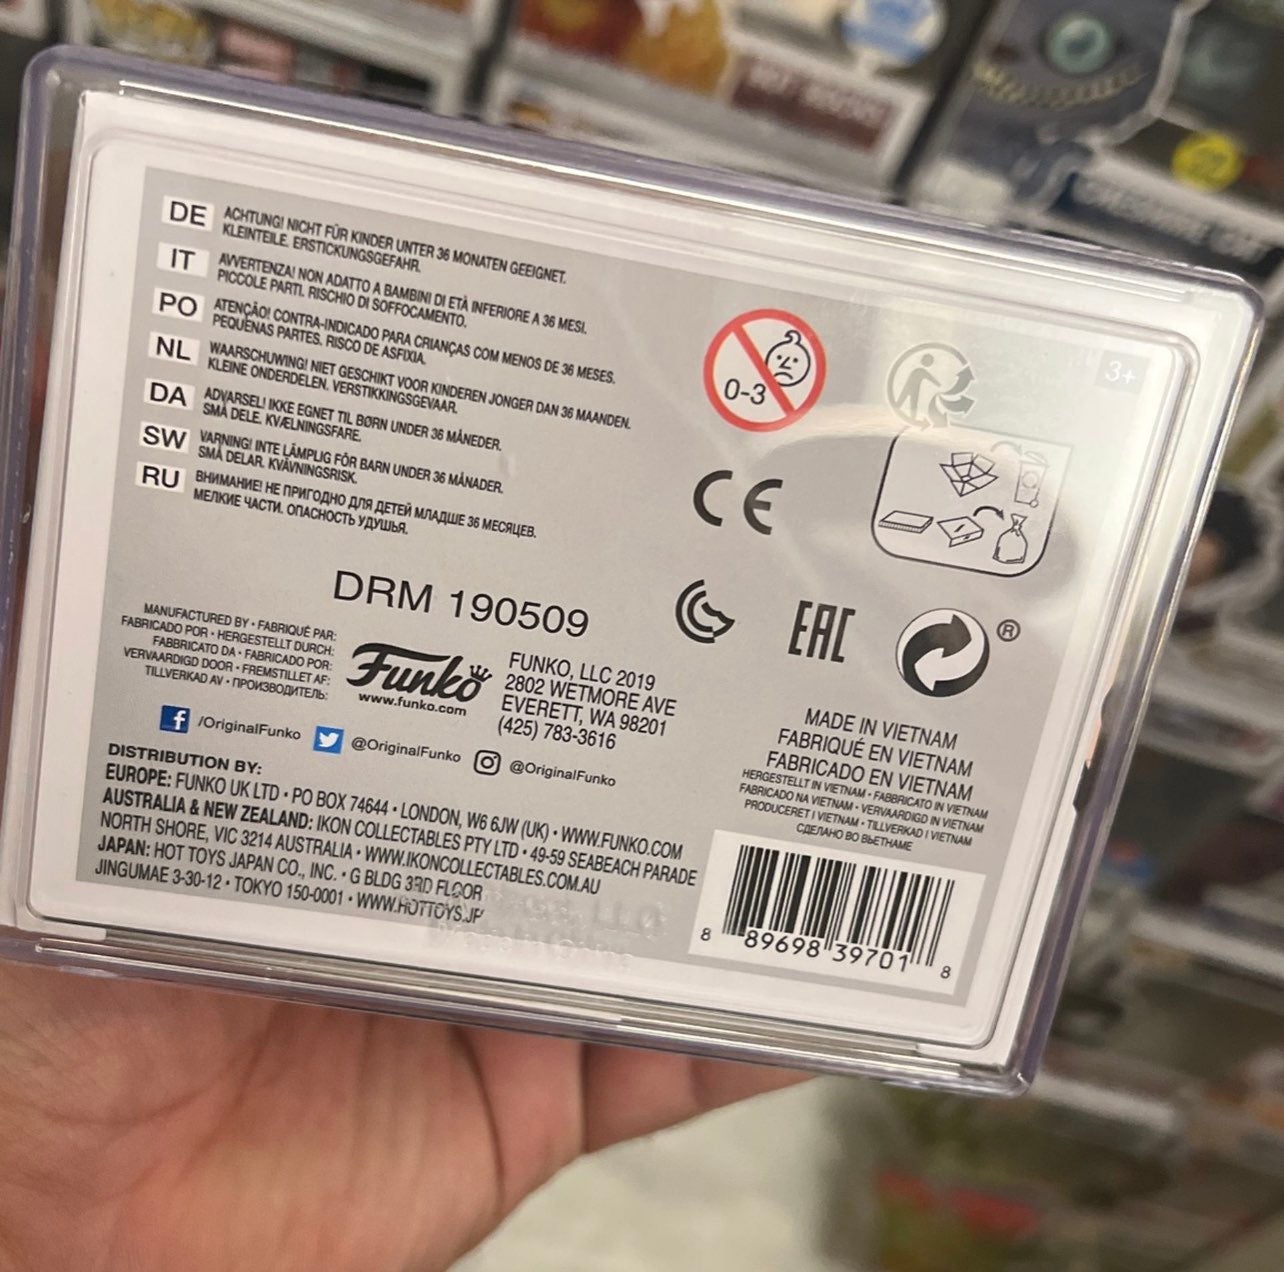 DE ACHTUNG! NICHT FÜR KINDER UNTER 36 MONATEN GEEIGNET.
KLEINTEILE. ERSTICKUNGSGEFAHR.
IT AVVERTENZA! NON ADATTO A BAMBINI DI ETÀ INFERIORE A 36 MESI.
PICCOLE PARTI. RISCHIO DI SOFFOCAMENTO.
PO ATENÇÃO! CONTRA-INDICADO PARA CRIANÇAS COM MENOS DE 36 MESES.
PEQUENAS PARTES. RISCO DE ASFIXIA.
NL WAARSCHUWING! NIET GESCHIKT VOOR KINDEREN JONGER DAN 36 MAANDEN.
KLEINE ONDERDELEN. VERSTIKKINGSGEVAAR.
DA ADVARSEL! IKKE EGNET TIL BØRN UNDER 36 MÅNEDER.
SMÅ DELE. KVÆLNINGSFARE.
SW VARNING! INTE LÄMPLIG FÖR BARN UNDER 36 MÅNADER.
SMÅ DELAR. KVÄVNINGSRISK.
RU ВНИМАНИЕ! НЕ ПРИГОДНО ДЛЯ ДЕТЕЙ МЛАДШЕ 36 МЕСЯЦЕВ.
МЕЛКИЕ ЧАСТИ. ОПАСНОСТЬ УДУШЬЯ.
0-3
3+
CE
EAC
®
DRM 190509
MANUFACTURED BY • FABRIQUÉ PAR:
FABRICADO POR • HERGESTELLT DURCH:
FABBRICATO DA • FABRICADO POR:
VERVAARDIGD DOOR • FREMSTILLET AF:
TILLVERKAD AV • ПРОИЗВОДИТЕЛЬ:
Funko
www.funko.com
FUNKO, LLC 2019
2802 WETMORE AVE
EVERETT, WA 98201
(425) 783-3616
/OriginalFunko
@OriginalFunko
@OriginalFunko
MADE IN VIETNAM
FABRIQUÉ EN VIETNAM
FABRICADO EN VIETNAM
HERGESTELLT IN VIETNAM • FABBRICATO IN VIETNAM
FABRICADO NA VIETNAM • VERVAARDIGD IN VIETNAM
PRODUCERET I VIETNAM • TILLVERKAD I VIETNAM
СДЕЛАНО ВО ВЬЕТНАМЕ
DISTRIBUTION BY:
EUROPE: FUNKO UK LTD • PO BOX 74644 • LONDON, W6 6JW (UK) • WWW.FUNKO.COM
AUSTRALIA & NEW ZEALAND: IKON COLLECTABLES PTY LTD • 49-59 SEABEACH PARADE
NORTH SHORE, VIC 3214 AUSTRALIA • WWW.IKONCOLLECTABLES.COM.AU
JAPAN: HOT TOYS JAPAN CO., INC. • G BLDG 3RD FLOOR
JINGUMAE 3-30-12 • TOKYO 150-0001 • WWW.HOTTOYS.JP
8 89698 39701 8